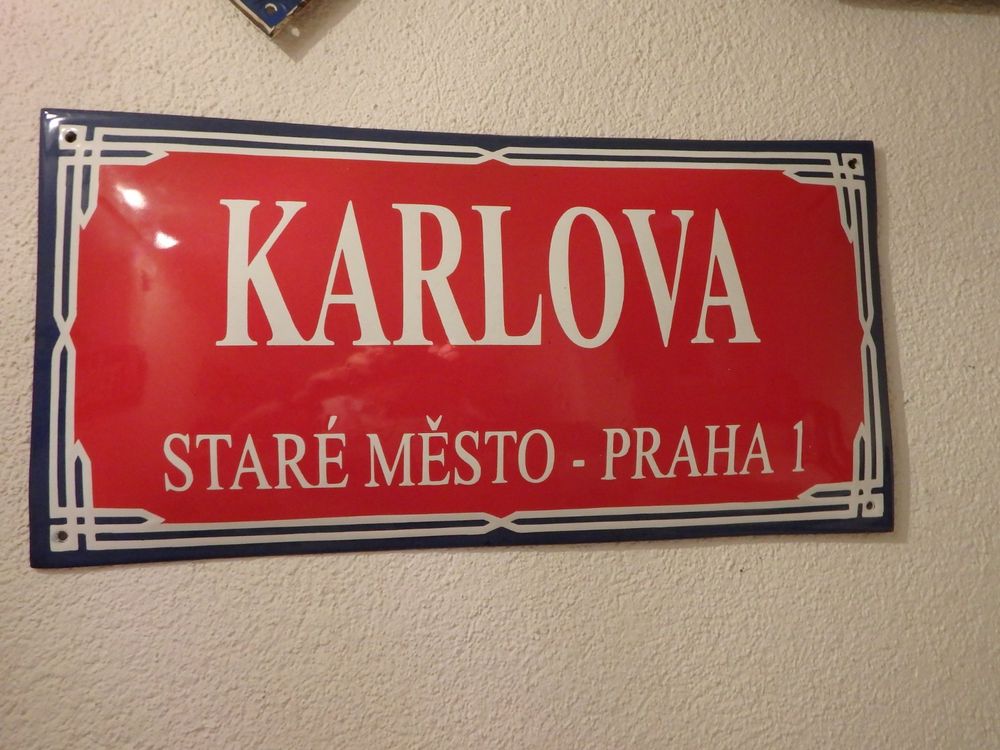 KARLOVA
STARÉ MĚSTO - PRAHA 1